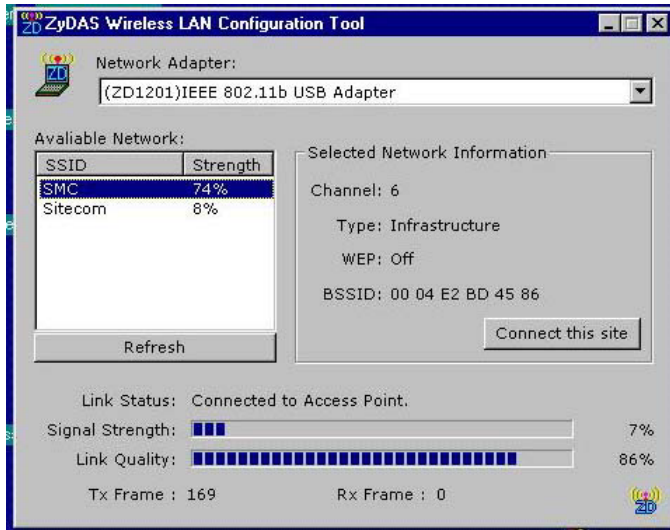 ZyDAS Wireless LAN Configuration Tool
Network Adapter:
(ZD1201)IEEE 802.11b USB Adapter
Avaliable Network:
SSID Strength
SMC 74%
Sitecom 8%
Refresh
Selected Network Information
Channel: 6
Type: Infrastructure
WEP: Off
BSSID: 00 04 E2 BD 45 86
Connect this site
Link Status: Connected to Access Point.
Signal Strength: 7%
Link Quality: 86%
Tx Frame : 169 Rx Frame : 0
ZD